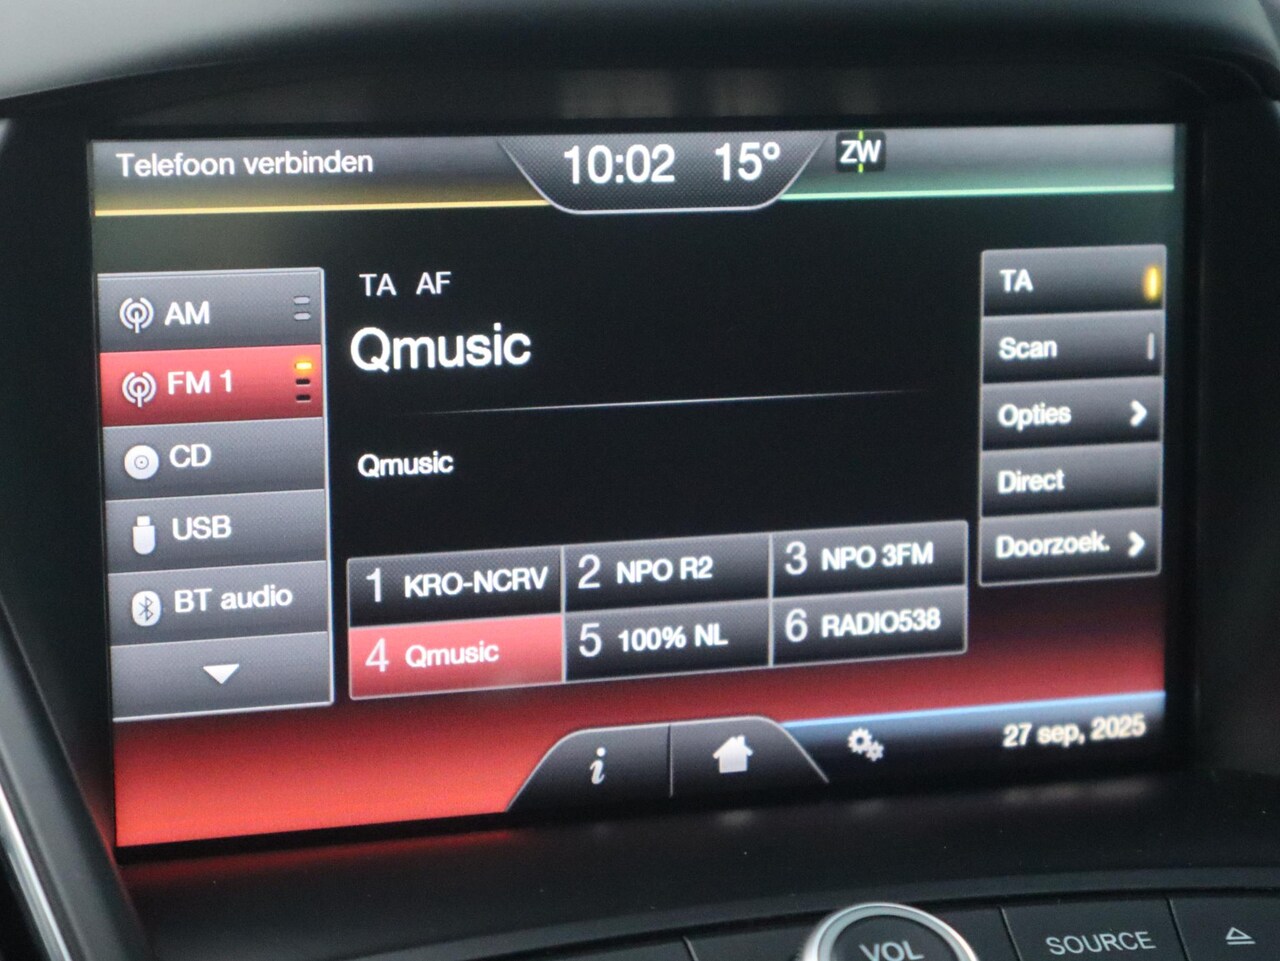 Telefoon verbinden
10:02 15°
ZW
AM
FM 1
CD
USB
BT audio
TA AF
Qmusic
Qmusic
1 KRO-NCRV
2 NPO R2
3 NPO 3FM
4 Qmusic
5 100% NL
6 RADIO538
TA
Scan
Opties
Direct
Doorzoek.
i
27 sep, 2025
VOL
SOURCE